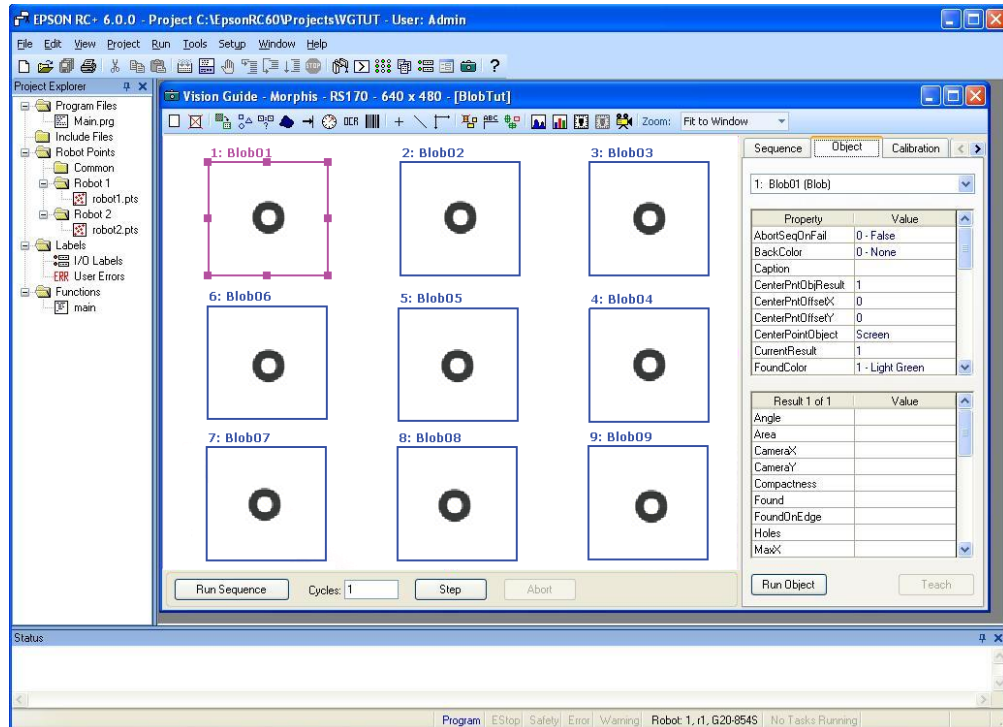 EPSON RC+ 6.0.0 - Project C:\EpsonRC60\Projects\VGTUT - User: Admin
File Edit View Project Run Tools Setup Window Help
Project Explorer
Program Files
Main.prg
Include Files
Robot Points
Common
Robot 1
robot1.pts
Robot 2
robot2.pts
Labels
I/O Labels
ERR User Errors
Functions
main
Vision Guide - Morphis - RS170 - 640 x 480 - [BlobTut]
OCR
ABC
Zoom: Fit to Window
1: Blob01 2: Blob02 3: Blob03
6: Blob06 5: Blob05 4: Blob04
7: Blob07 8: Blob08 9: Blob09
Run Sequence Cycles: 1 Step Abort
Sequence Object Calibration
1: Blob01 (Blob)
Property Value
AbortSeqOnFail 0 - False
BackColor 0 - None
Caption
CenterPntObjResult 1
CenterPntOffsetX 0
CenterPntOffsetY 0
CenterPointObject Screen
CurrentResult 1
FoundColor 1 - Light Green
Result 1 of 1 Value
Angle
Area
CameraX
CameraY
Compactness
Found
FoundOnEdge
Holes
MaxX
Run Object Teach
Status
Program EStop Safety Error Warning Robot: 1, r1, G20-854S No Tasks Running